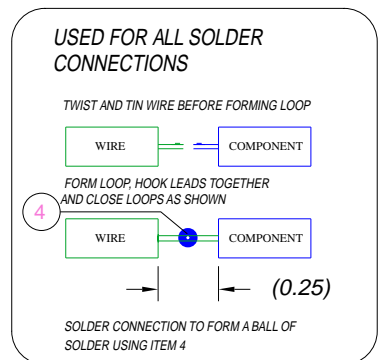 USED FOR ALL SOLDER
CONNECTIONS
TWIST AND TIN WIRE BEFORE FORMING LOOP
WIRE COMPONENT
FORM LOOP, HOOK LEADS TOGETHER
AND CLOSE LOOPS AS SHOWN
4
WIRE COMPONENT
(0.25)
SOLDER CONNECTION TO FORM A BALL OF
SOLDER USING ITEM 4